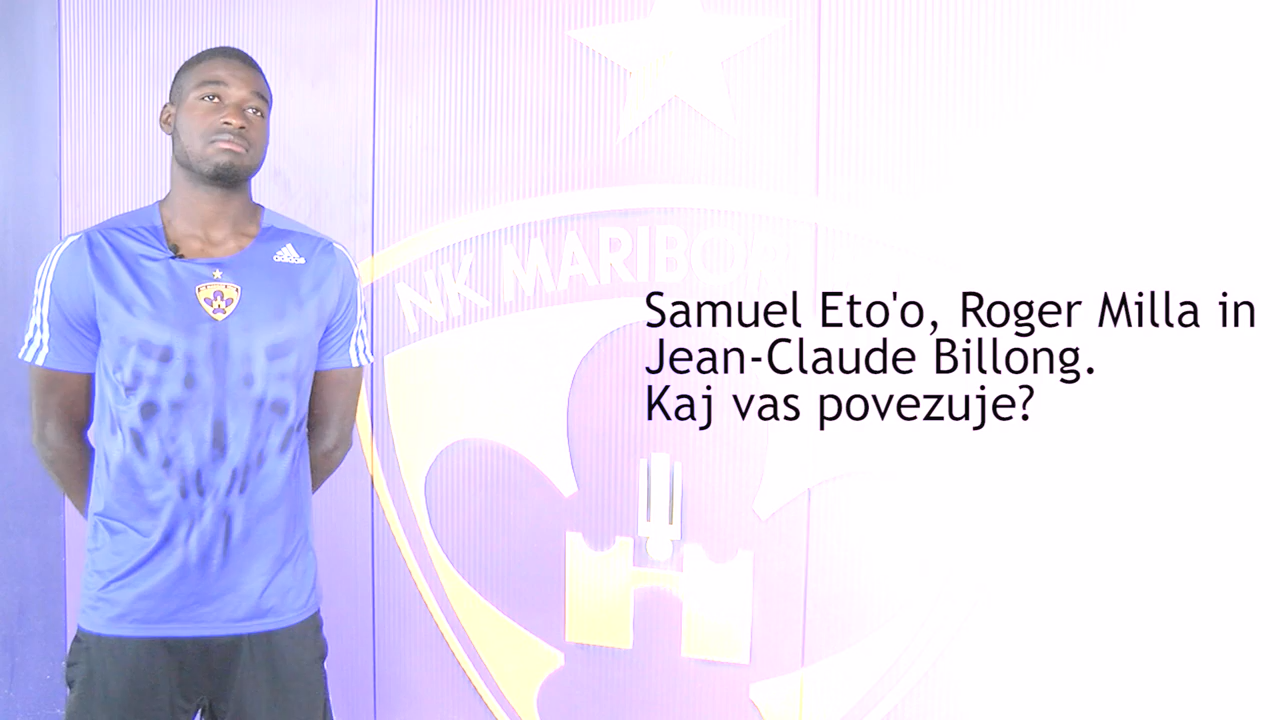 NK MARIBOR
adidas
Samuel Eto'o, Roger Milla in
Jean-Claude Billong.
Kaj vas povezuje?